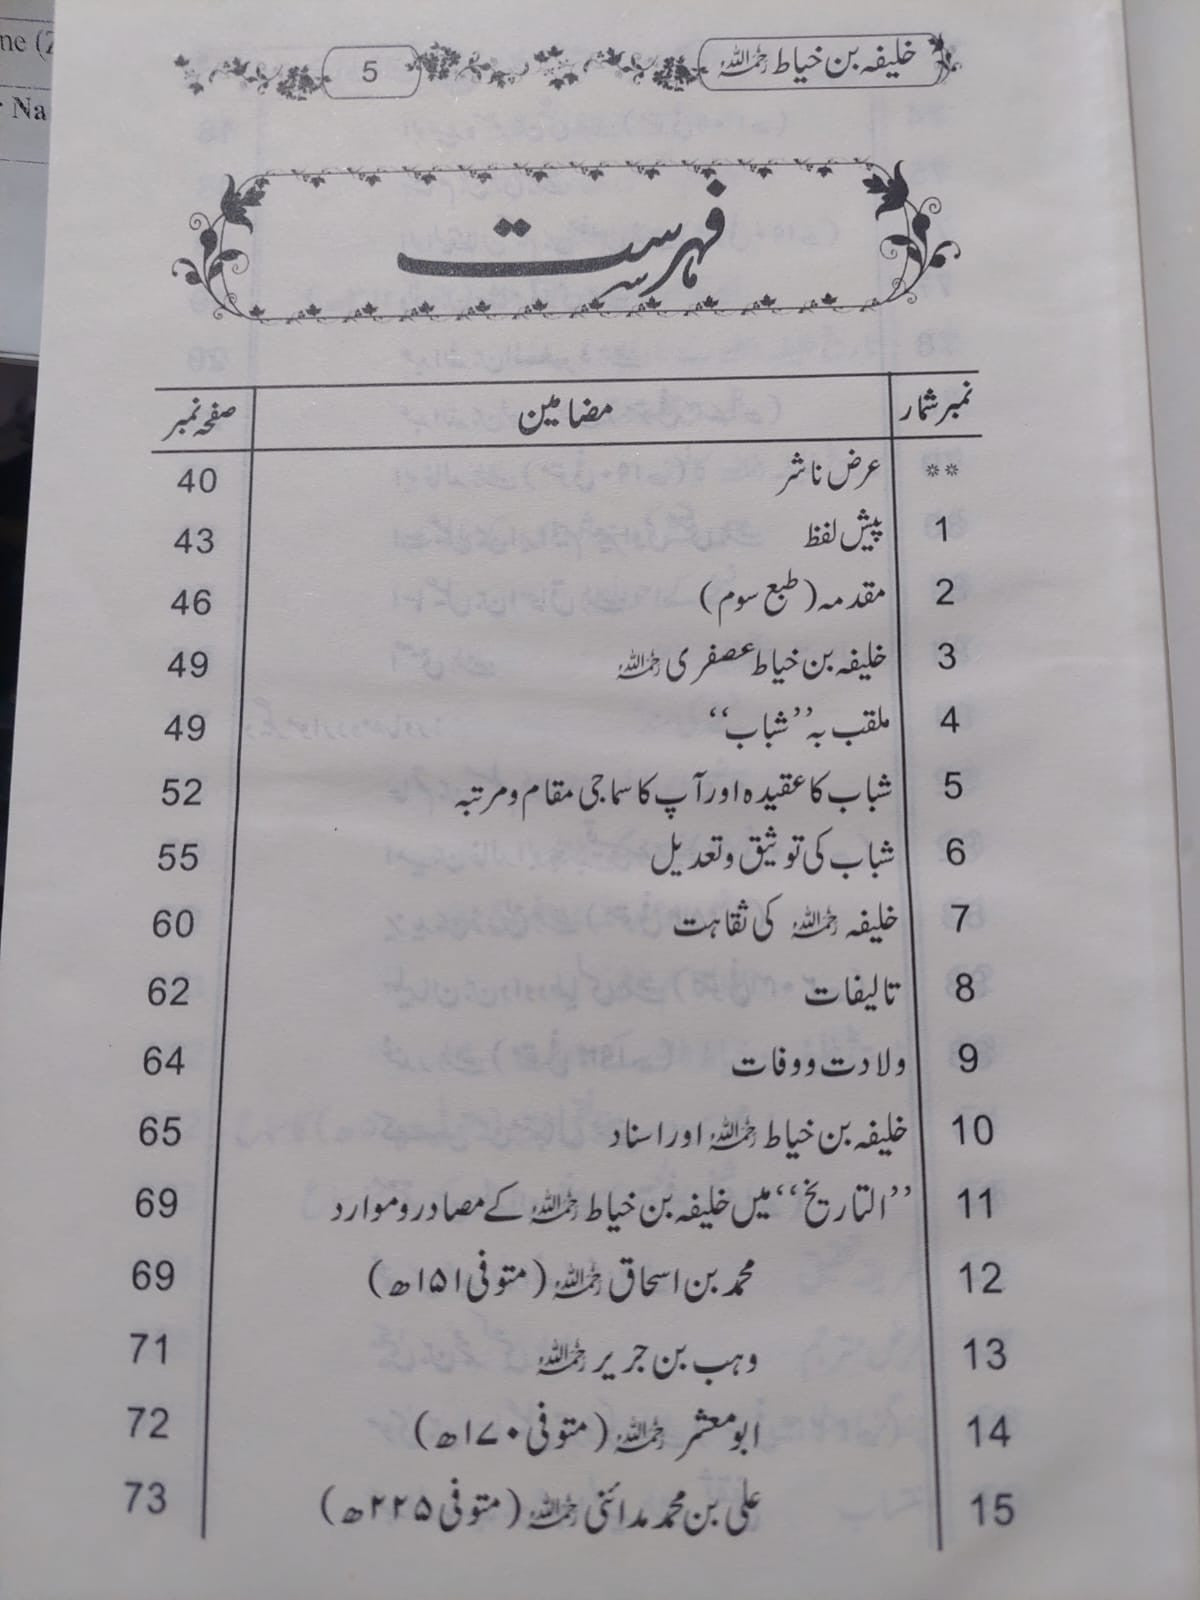 ne (2
r Na
خلیفہ بن خیاط رحمہ اللہ 5
فہرست
نمبر شمار مضامین صفحہ نمبر
** عرض ناشر 40
1 پیش لفظ 43
2 مقدمہ (طبع سوم) 46
3 خلیفہ بن خیاط عصفری رحمہ اللہ 49
4 ملقب بہ ’’شباب‘‘ 49
5 شباب کا عقیدہ اور آپ کا سماجی مقام و مرتبہ 52
6 شباب کی توثیق و تعدیل 55
7 خلیفہ رحمہ اللہ کی ثقاہت 60
8 تالیفات 62
9 ولادت و وفات 64
10 خلیفہ بن خیاط رحمہ اللہ اور اسناد 65
11 ’’التاریخ‘‘ میں خلیفہ بن خیاط رحمہ اللہ کے مصادر و موارد 69
12 محمد بن اسحاق رحمہ اللہ (متوفی ۱۵۱ھ) 69
13 وہب بن جریر رحمہ اللہ 71
14 ابو معشر رحمہ اللہ (متوفی ۱۷۰ھ) 72
15 علی بن محمد مدائنی رحمہ اللہ (متوفی ۲۲۵ھ) 73